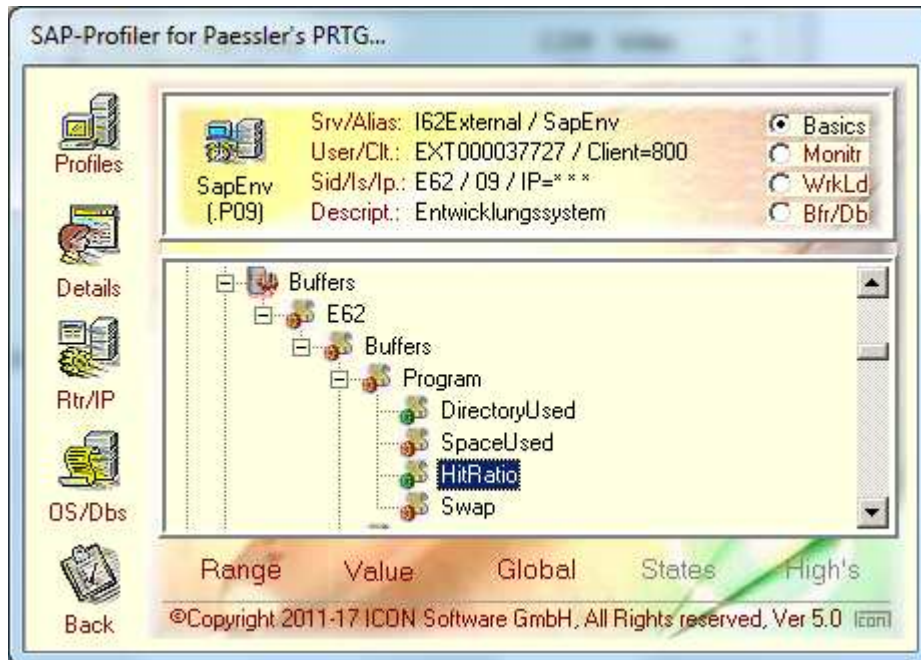 SAP-Profiler for Paessler's PRTG...
Profiles
Details
Rtr/IP
OS/Dbs
Back
SapEnv
(.P09)
Srv/Alias: I62External / SapEnv
User/Clt.: EXT000037727 / Client=800
Sid/Is/Ip.: E62 / 09 / IP=* * *
Descript.: Entwicklungssystem
Basics
Monitr
WrkLd
Bfr/Db
Buffers
E62
Buffers
Program
DirectoryUsed
SpaceUsed
HitRatio
Swap
Range Value Global States High's
©Copyright 2011-17 ICON Software GmbH, All Rights reserved, Ver 5.0 Icon